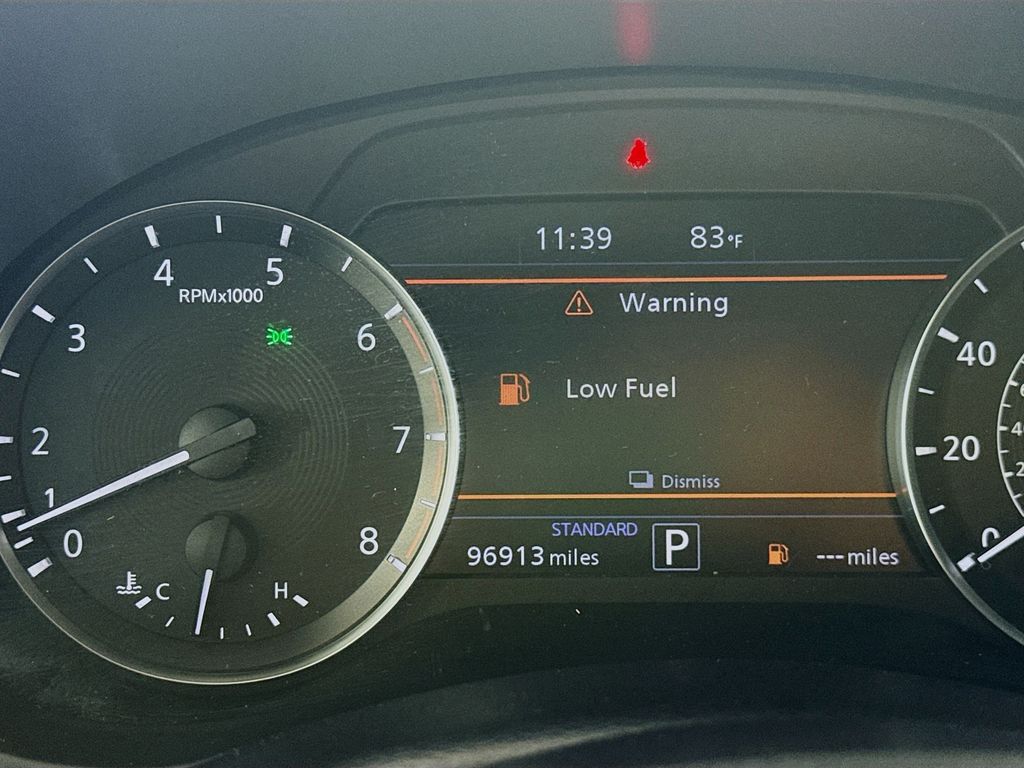 11:39 83°F
Warning
Low Fuel
Dismiss
STANDARD
96913 miles P --- miles
0 1 2 3 4 5 6 7 8
RPMx1000
C H
0 20 40